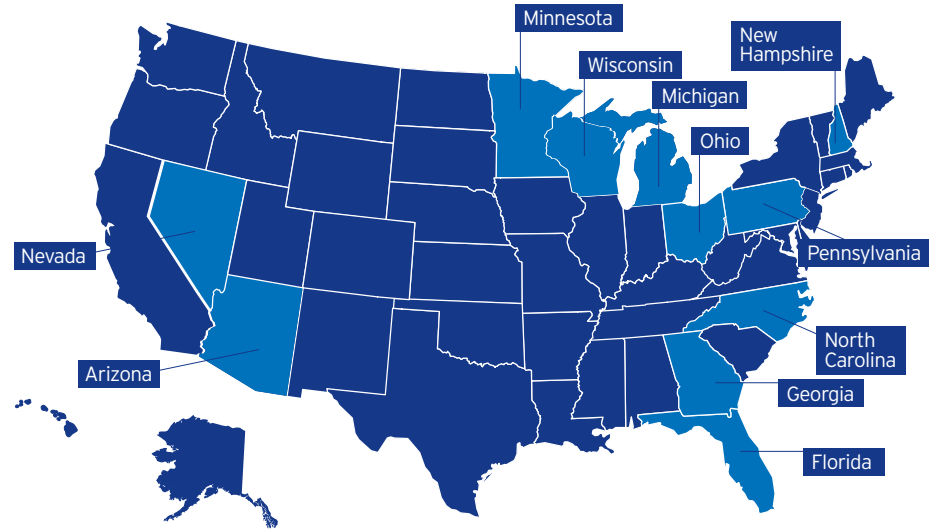 Minnesota
New
Hampshire
Wisconsin
Michigan
Ohio
Nevada
Pennsylvania
North
Carolina
Arizona
Georgia
Florida